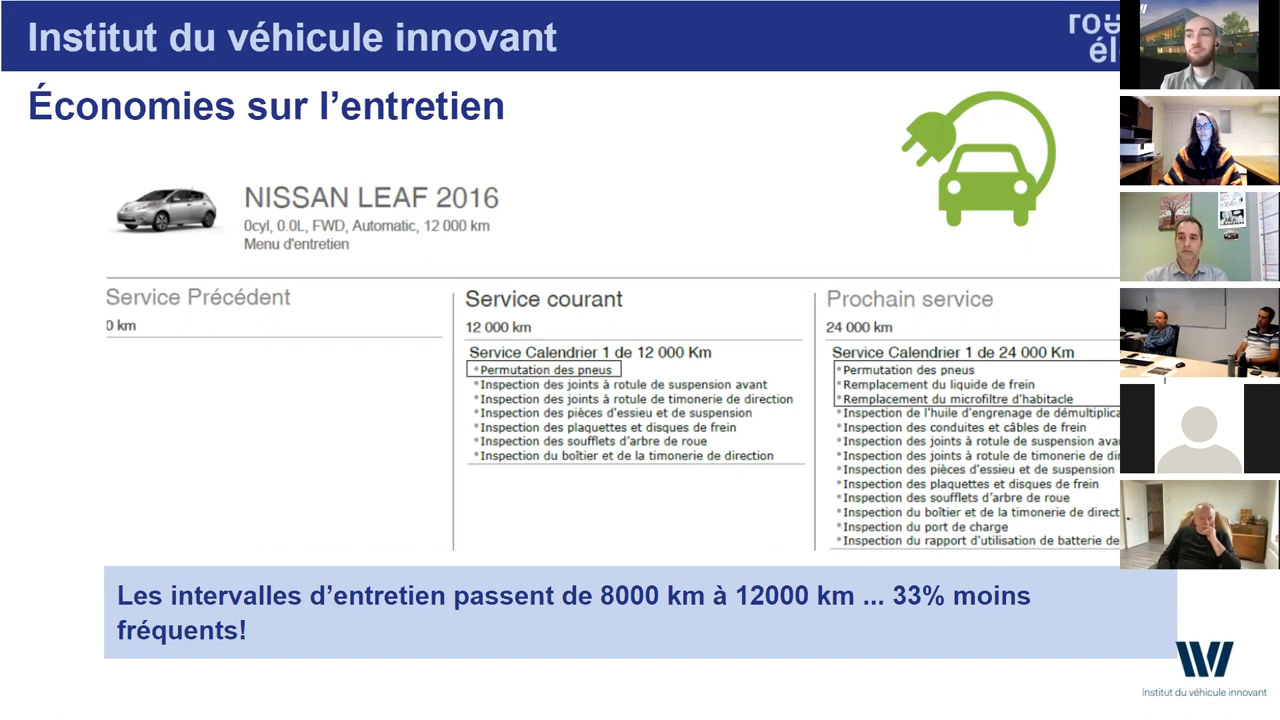 Institut du véhicule innovant
Économies sur l'entretien
NISSAN LEAF 2016
0cyl, 0.0L, FWD, Automatic, 12 000 km
Menu d'entretien
Service Précédent
0 km
Service courant
12 000 km
Service Calendrier 1 de 12 000 Km
*Permutation des pneus
*Inspection des joints à rotule de suspension avant
*Inspection des joints à rotule de timonerie de direction
*Inspection des pièces d'essieu et de suspension
*Inspection des plaquettes et disques de frein
*Inspection des soufflets d'arbre de roue
*Inspection du boîtier et de la timonerie de direction
Prochain service
24 000 km
Service Calendrier 1 de 24 000 Km
*Permutation des pneus
*Remplacement du liquide de frein
*Remplacement du microfiltre d'habitacle
*Inspection de l'huile d'engrenage de
*Inspection des conduites et câbles de frein
*Inspection des joints à rotule de suspension
*Inspection des joints à rotule de timonerie de
*Inspection des pièces d'essieu et de suspension
*Inspection des plaquettes et disques de frein
*Inspection des soufflets d'arbre de roue
*Inspection du boîtier et de la timonerie de
*Inspection du port de charge
*Inspection du rapport d'utilisation de batterie de
Les intervalles d'entretien passent de 8000 km à 12000 km ... 33% moins
fréquents!
Institut du véhicule innovant